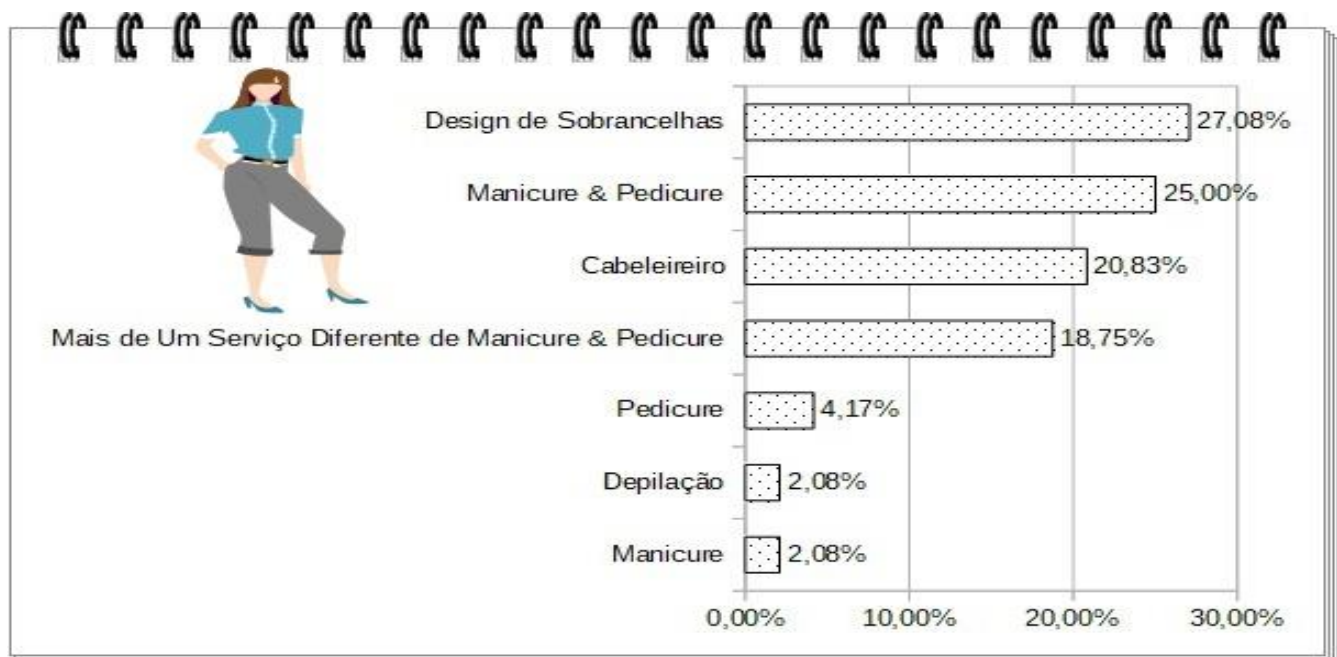 Design de Sobrancelhas 27,08%
Manicure & Pedicure 25,00%
Cabeleireiro 20,83%
Mais de Um Serviço Diferente de Manicure & Pedicure 18,75%
Pedicure 4,17%
Depilação 2,08%
Manicure 2,08%
0,00% 10,00% 20,00% 30,00%